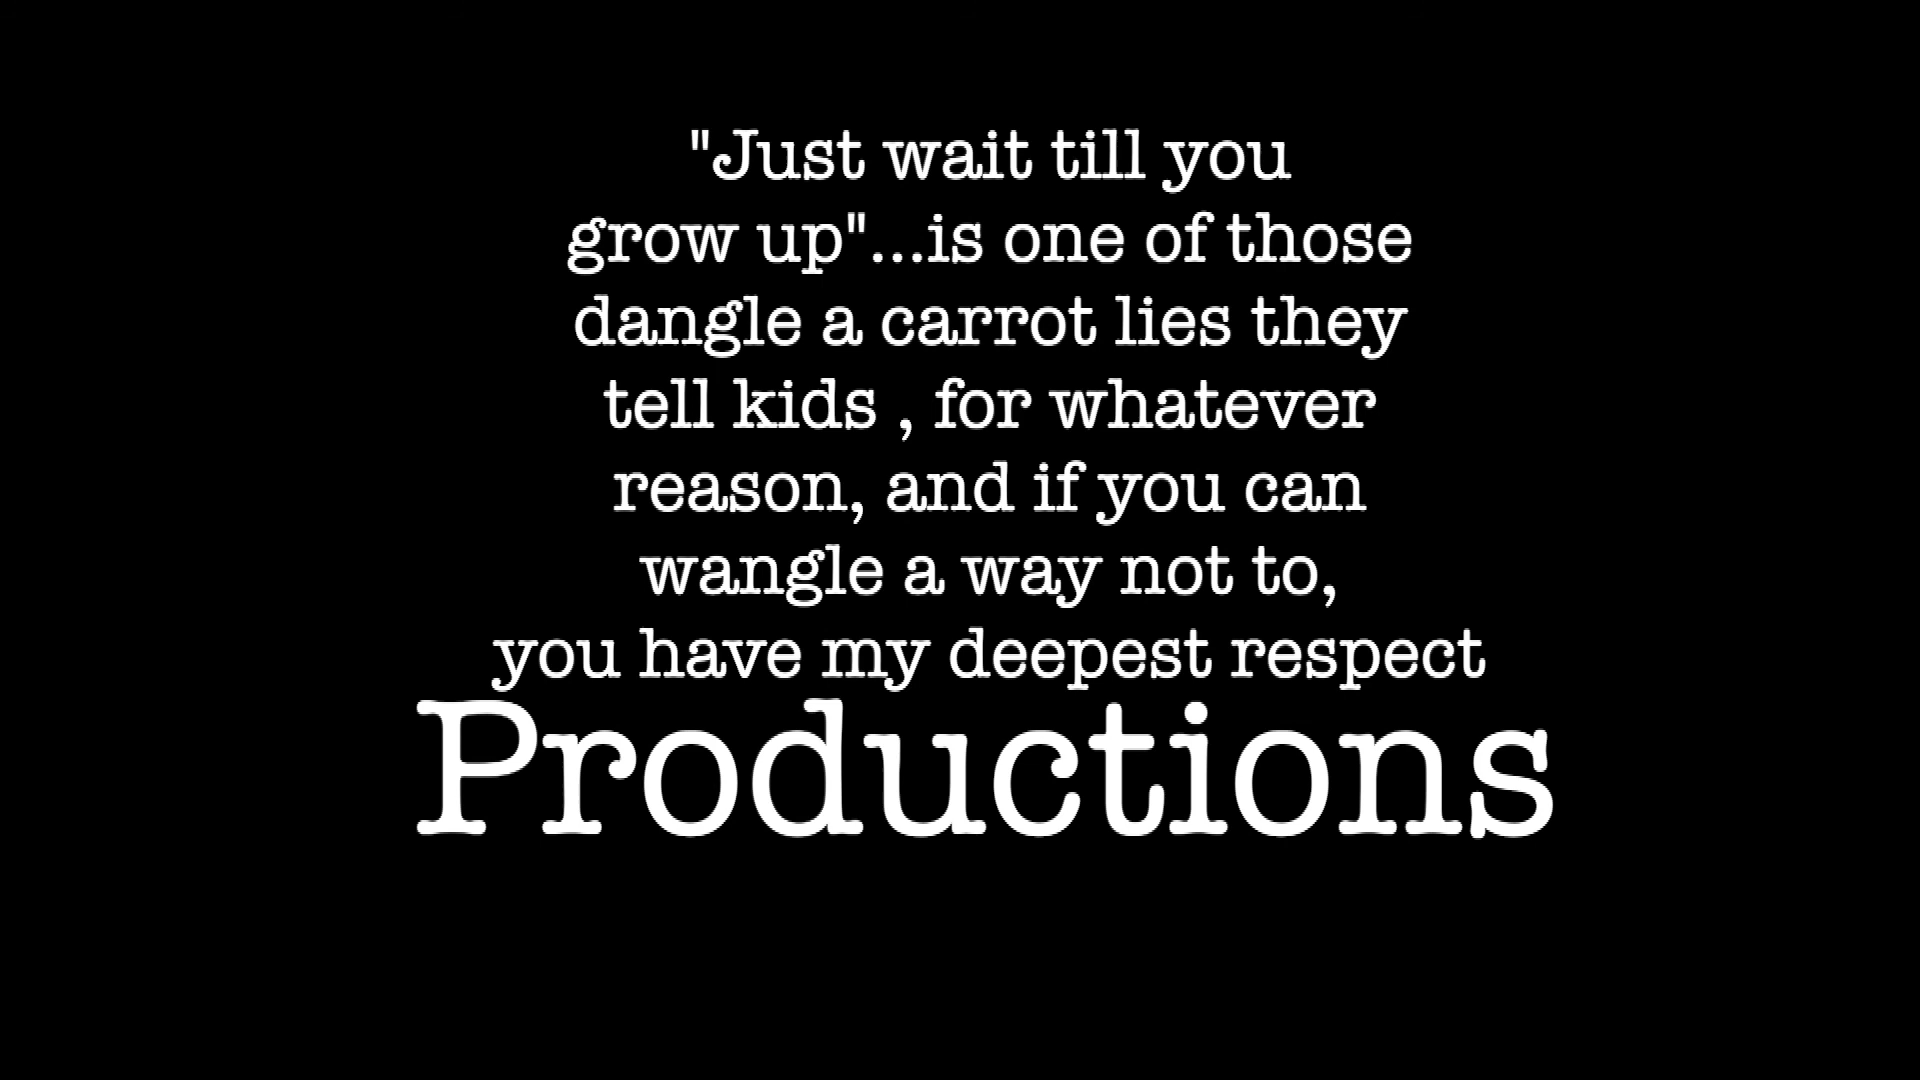 "Just wait till you
grow up"...is one of those
dangle a carrot lies they
tell kids , for whatever
reason, and if you can
wangle a way not to,
you have my deepest respect
Productions